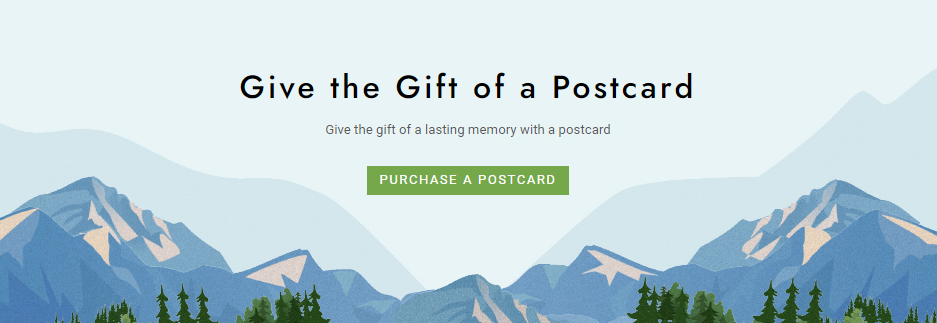 Give the Gift of a Postcard
Give the gift of a lasting memory with a postcard
PURCHASE A POSTCARD